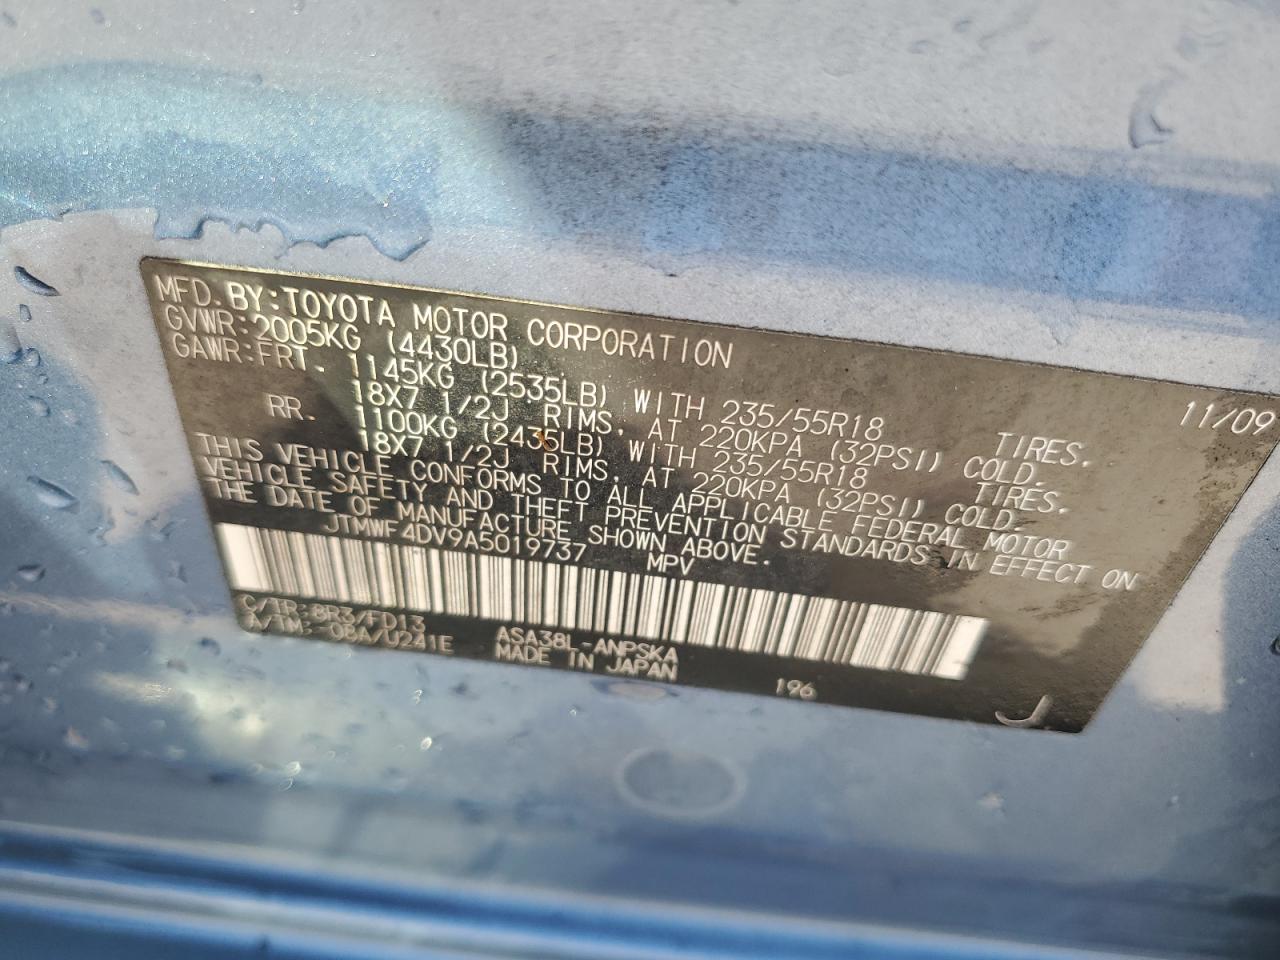 MFD. BY:TOYOTA MOTOR CORPORATION 11/09
GVWR:2005KG (4430LB)
GAWR:FRT. 1145KG (2535LB) WITH 235/55R18 TIRES,
18X7 1/2J RIMS, AT 220KPA (32PSI) COLD.
RR. 1100KG (2435LB) WITH 235/55R18 TIRES,
18X7 1/2J RIMS, AT 220KPA (32PSI) COLD.
THIS VEHICLE CONFORMS TO ALL APPLICABLE FEDERAL MOTOR
VEHICLE SAFETY AND THEFT PREVENTION STANDARDS IN EFFECT ON
THE DATE OF MANUFACTURE SHOWN ABOVE.
JTMWF4DV9A5019737 MPV
C/TR:8R3/FD13 ASA38L-ANPSKA
A/TM:-08A/U241E MADE IN JAPAN 196 J